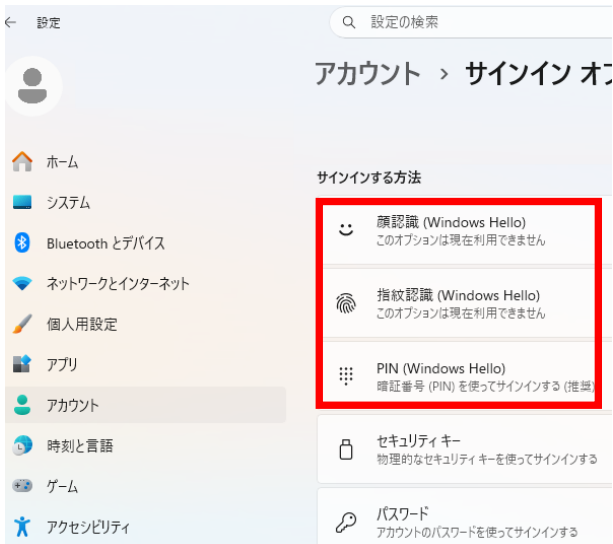 設定
設定の検索
アカウント › サインイン オプ
ホーム
システム
Bluetooth とデバイス
ネットワークとインターネット
個人用設定
アプリ
アカウント
時刻と言語
ゲーム
アクセシビリティ
サインインする方法
顔認識 (Windows Hello)
このオプションは現在利用できません
指紋認識 (Windows Hello)
このオプションは現在利用できません
PIN (Windows Hello)
暗証番号 (PIN) を使ってサインインする (推奨)
セキュリティ キー
物理的なセキュリティ キーを使ってサインインする
パスワード
アカウントのパスワードを使ってサインインする